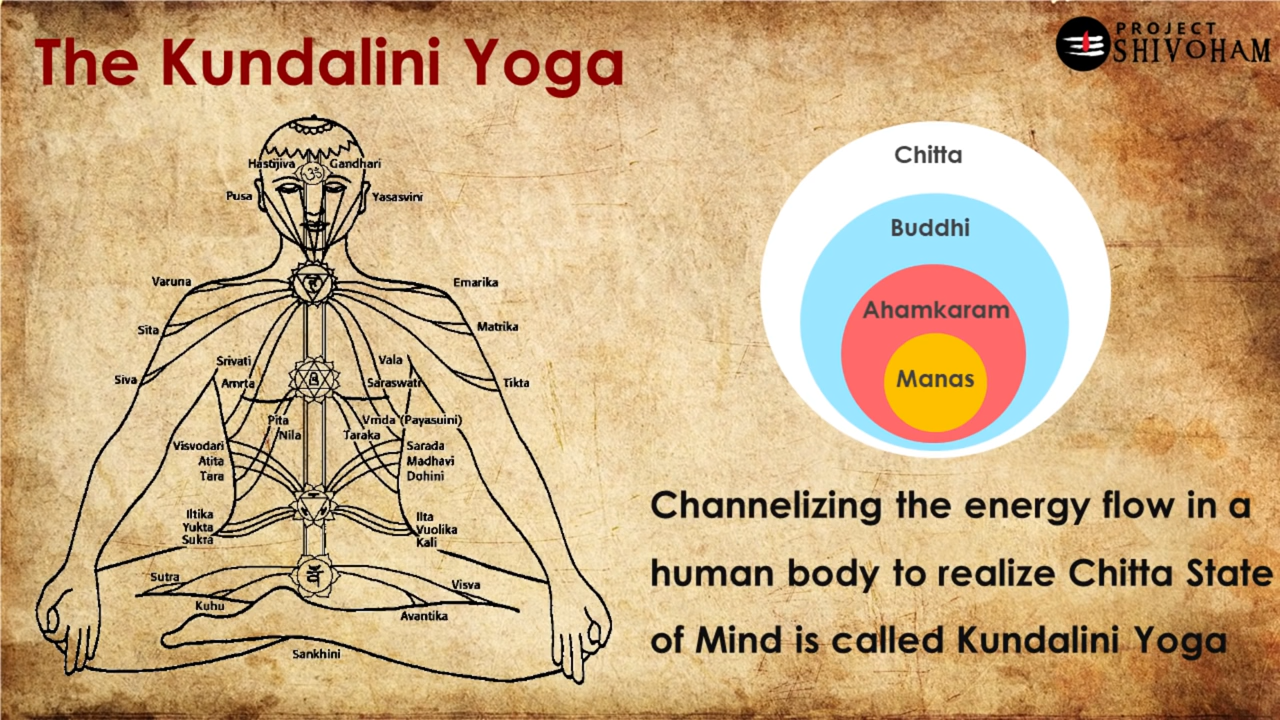 The Kundalini Yoga
PROJECT
SHIVOHAM
Hastijiva Gandhari
Pusa Yasasvini
Varuna Emarika
Sita Matrika
Siva Tikta
Srivati Vala
Amrta Saraswati
Pita Vrnda (Payasuini)
Nila Taraka
Visvodari Sarada
Atita Madhavi
Tara Dohini
Iltika Ilta
Yukta Vuolika
Sukra Kali
Sutra Visva
Kuhu Avantika
Sankhini
Chitta
Buddhi
Ahamkaram
Manas
Channelizing the energy flow in a
human body to realize Chitta State
of Mind is called Kundalini Yoga